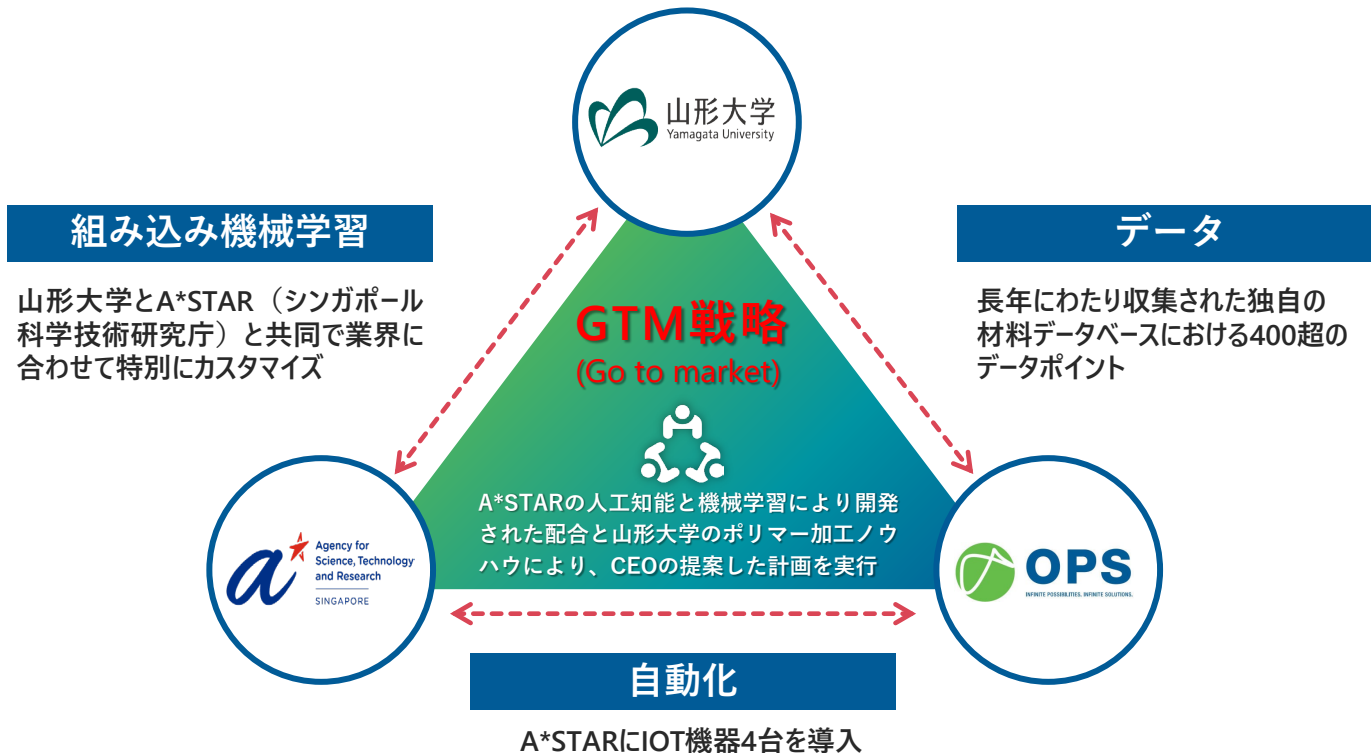 山形大学
Yamagata University
組み込み機械学習
山形大学とA*STAR（シンガポール
科学技術研究庁）と共同で業界に
合わせて特別にカスタマイズ
データ
長年にわたり収集された独自の
材料データベースにおける400超の
データポイント
GTM戦略
(Go to market)
A*STARの人工知能と機械学習により開発
された配合と山形大学のポリマー加工ノウ
ハウにより、CEOの提案した計画を実行
a
Agency for
Science, Technology
and Research
SINGAPORE
OPS
INFINITE POSSIBILITIES. INFINITE SOLUTIONS.
自動化
A*STARにIOT機器4台を導入